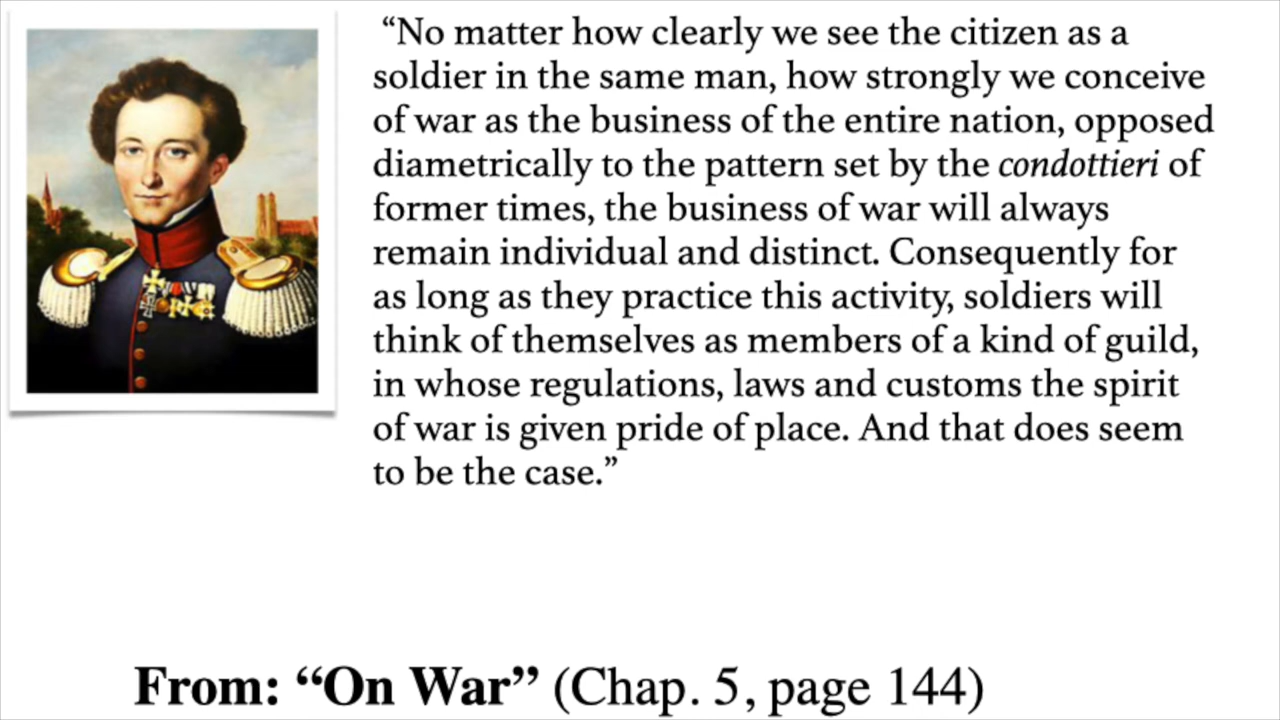 “No matter how clearly we see the citizen as a
soldier in the same man, how strongly we conceive
of war as the business of the entire nation, opposed
diametrically to the pattern set by the condottieri of
former times, the business of war will always
remain individual and distinct. Consequently for
as long as they practice this activity, soldiers will
think of themselves as members of a kind of guild,
in whose regulations, laws and customs the spirit
of war is given pride of place. And that does seem
to be the case.”
From: “On War” (Chap. 5, page 144)